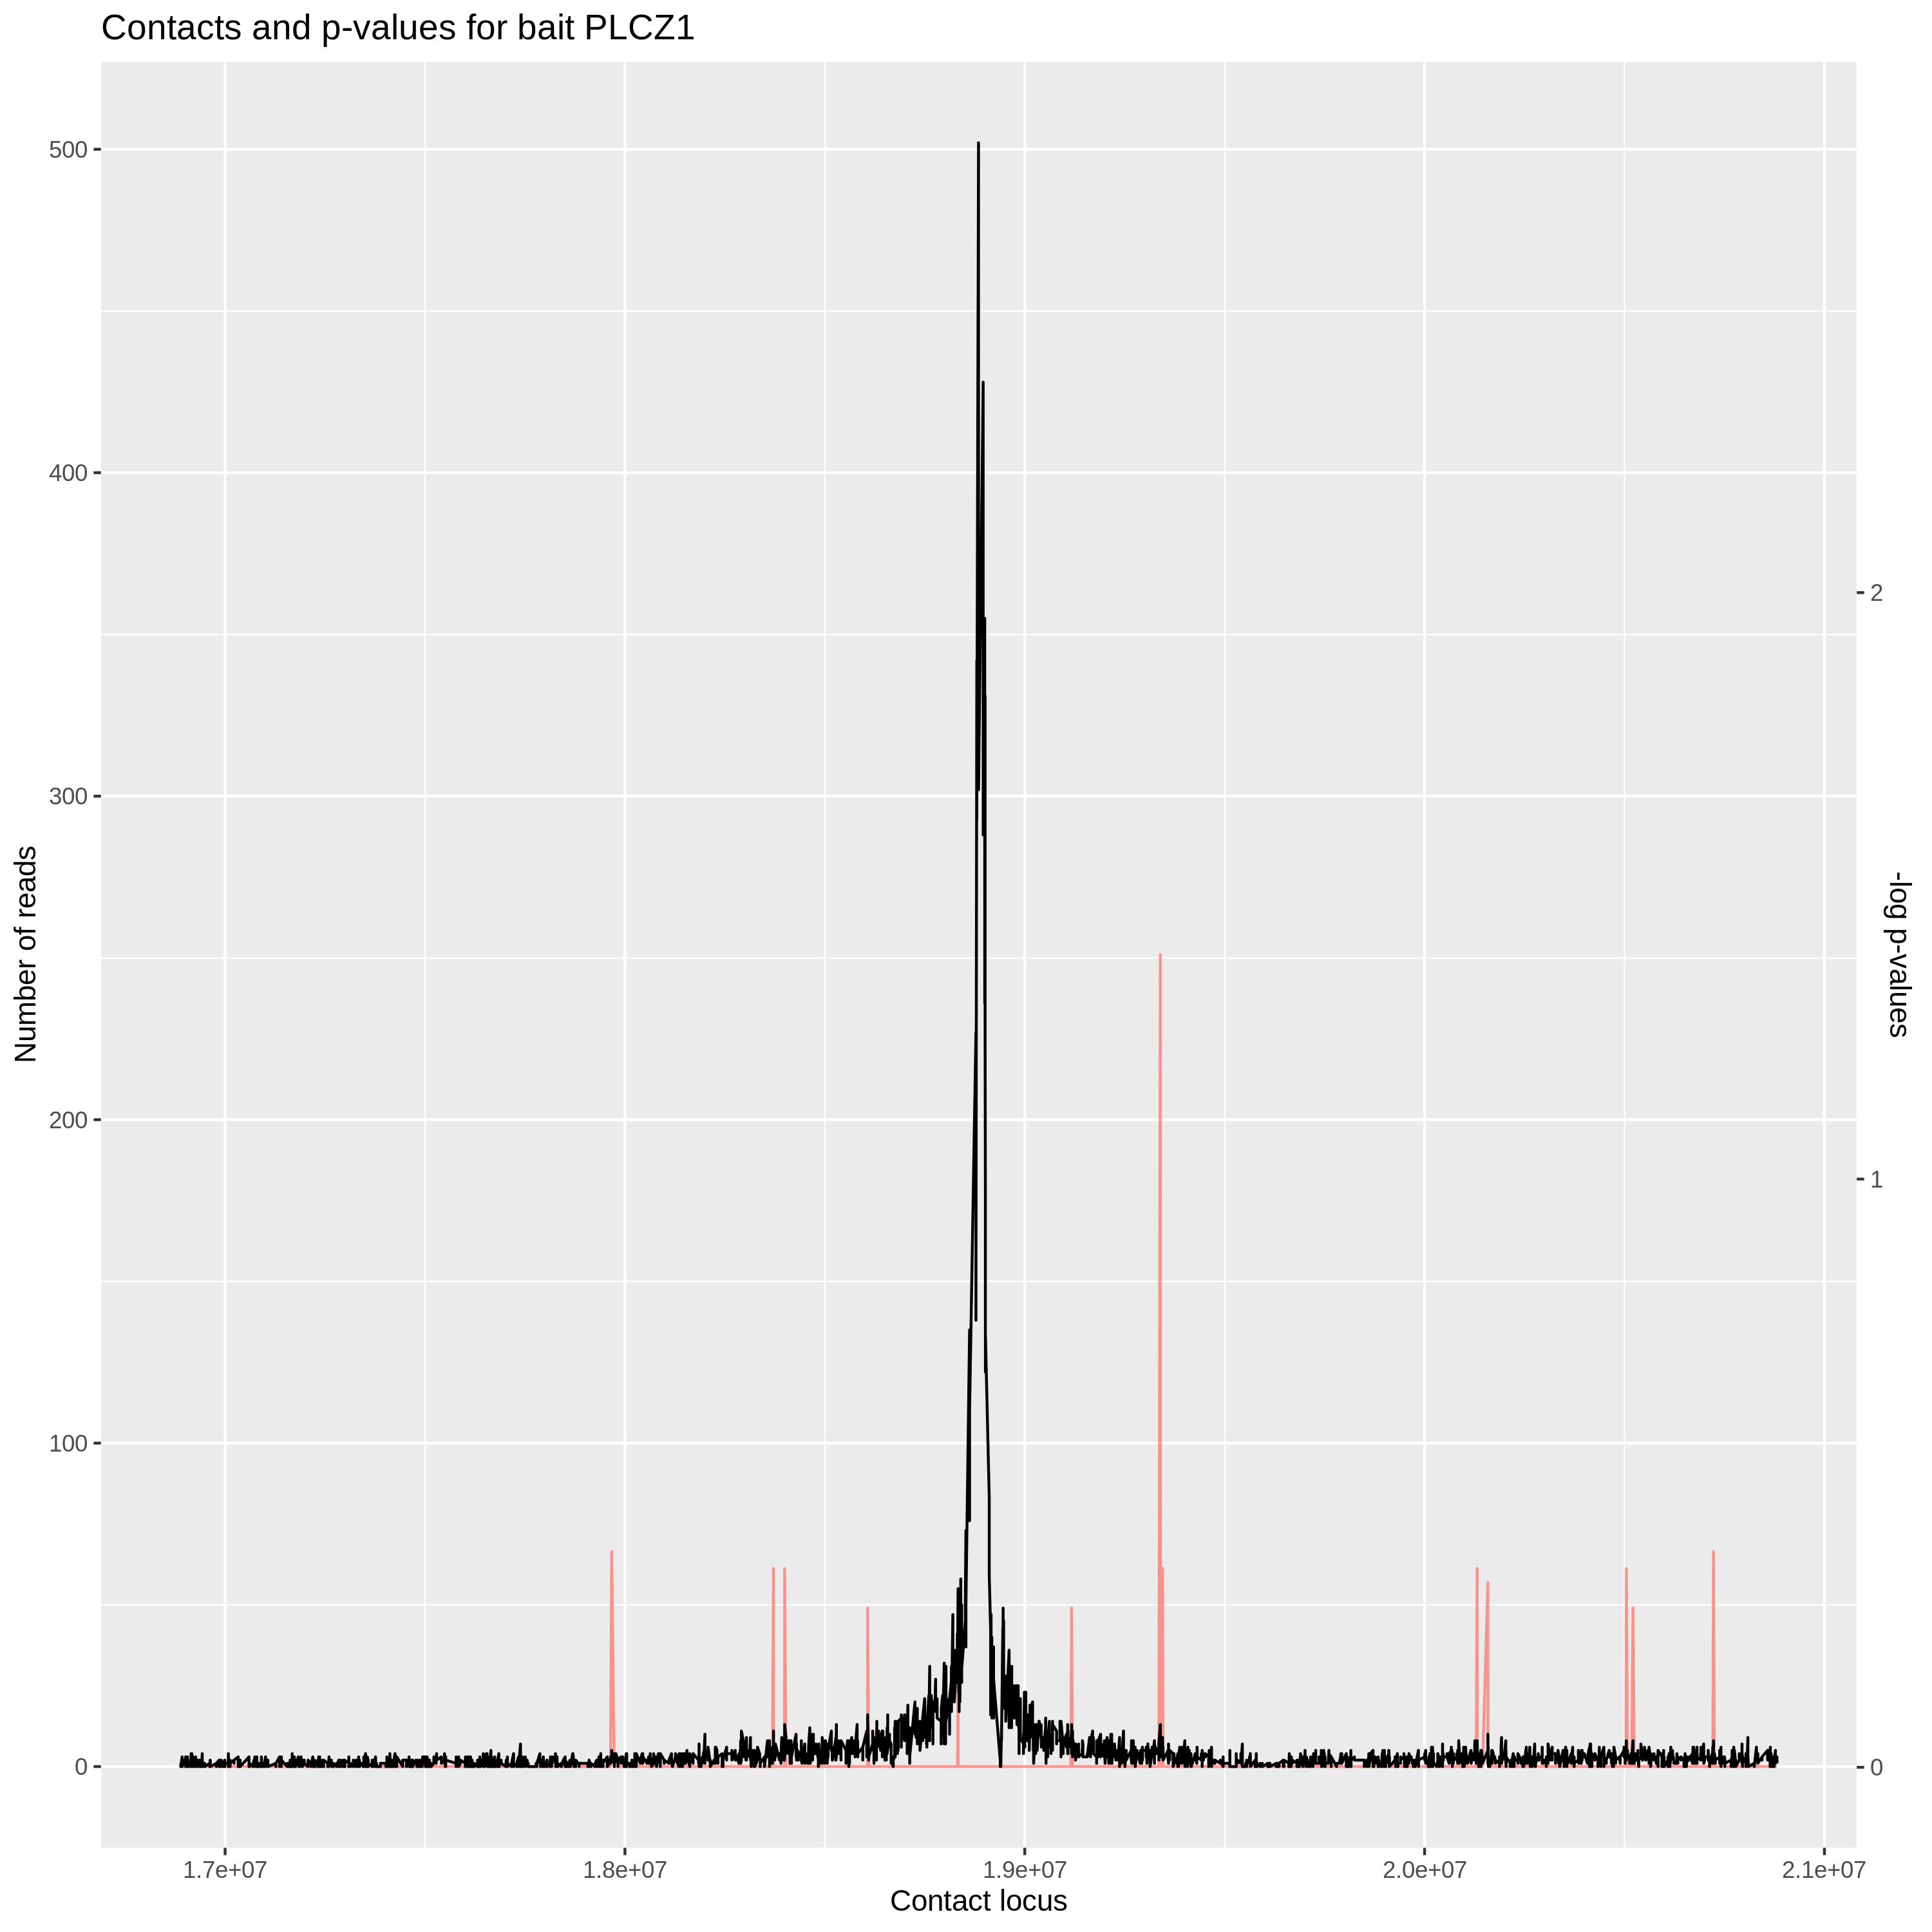 Contacts and p-values for bait PLCZ1
500
400
300
200
100
0
Number of reads
2
1
0
-log p-values
1.7e+07
1.8e+07
1.9e+07
2.0e+07
2.1e+07
Contact locus